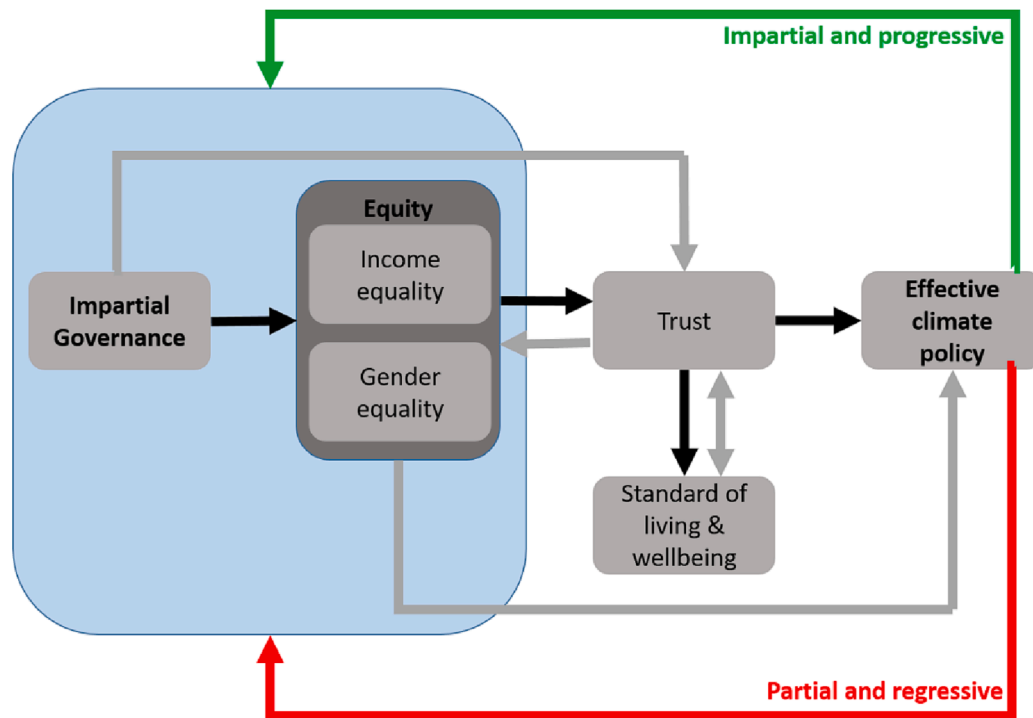 Impartial and progressive
Equity
Income
equality
Impartial
Governance
Trust
Effective
climate
policy
Gender
equality
Standard of
living &
wellbeing
Partial and regressive